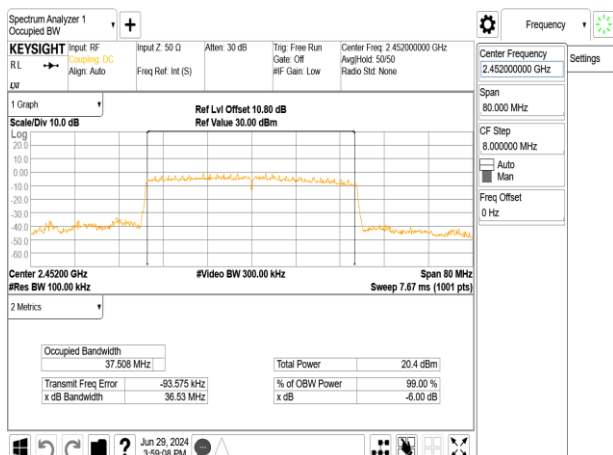 Spectrum Analyzer 1
Occupied BW
Frequency
KEYSIGHT
RL
Input: RF
Coupling: DC
Align: Auto
Input Z: 50 Ω
Freq Ref: Int (S)
Atten: 30 dB
Trig: Free Run
Gate: Off
#IF Gain: Low
Center Freq: 2.452000000 GHz
Avg|Hold: 50/50
Radio Std: None
Center Frequency
2.452000000 GHz
Settings
Span
80.000 MHz
CF Step
8.000000 MHz
Auto
Man
Freq Offset
0 Hz
1 Graph
Scale/Div 10.0 dB
Ref Lvl Offset 10.80 dB
Ref Value 30.00 dBm
Log
20.0
10.0
0.00
-10.0
-20.0
-30.0
-40.0
-50.0
-60.0
Center 2.45200 GHz
#Res BW 100.00 kHz
#Video BW 300.00 kHz
Span 80 MHz
Sweep 7.67 ms (1001 pts)
2 Metrics
Occupied Bandwidth
37.508 MHz
Total Power 20.4 dBm
Transmit Freq Error -93.575 kHz
% of OBW Power 99.00 %
x dB Bandwidth 36.53 MHz
x dB -6.00 dB
?
Jun 29, 2024
3:59:08 PM